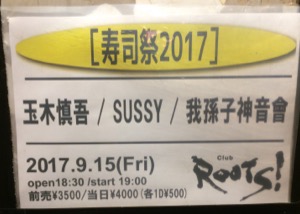 [寿司祭2017]
玉木慎吾 / SUSSY / 我孫子神音會
2017.9.15(Fri)
open18:30 /start 19:00
前売¥3500/当日¥4000(各1D¥500)
Club
ROOTS!